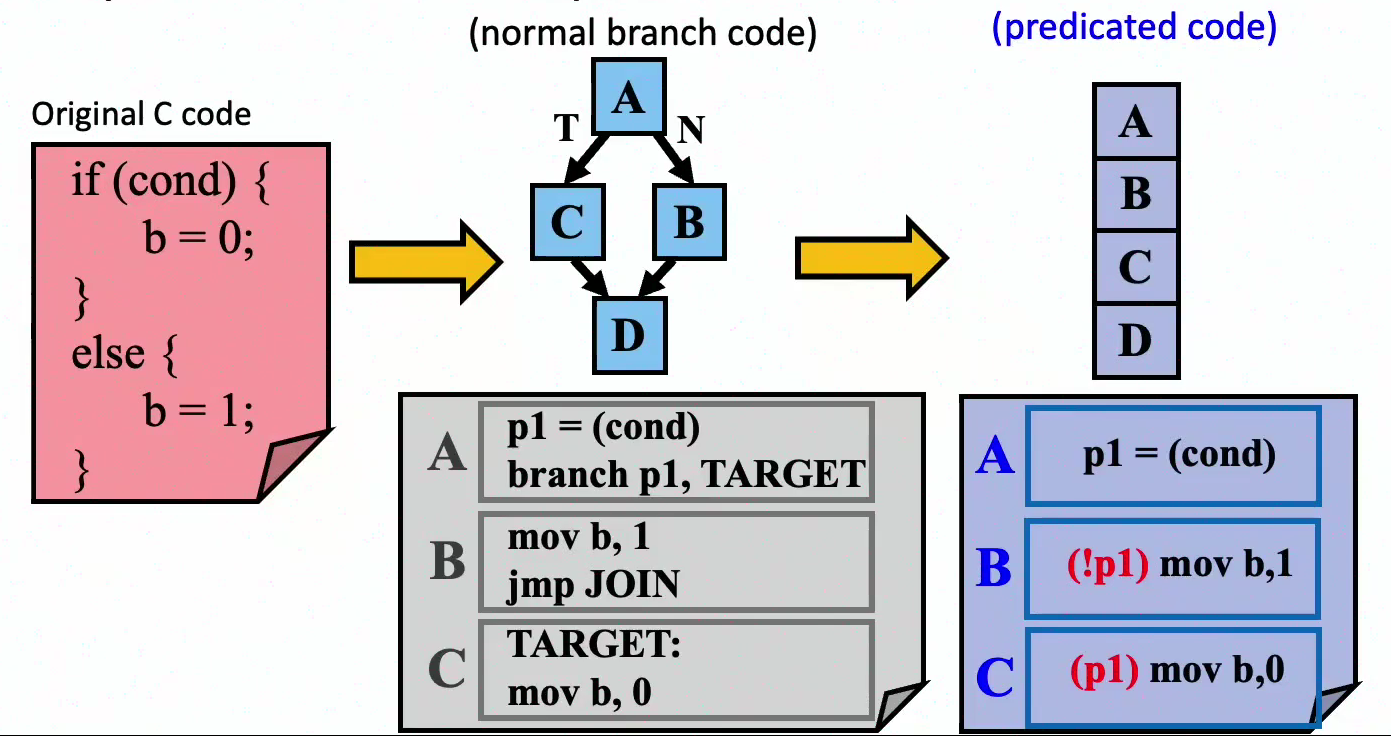 (normal branch code)
(predicated code)
Original C code
if (cond) {
b = 0;
}
else {
b = 1;
}
A
T
N
C
B
D
A
B
C
D
A
p1 = (cond)
branch p1, TARGET
B
mov b, 1
jmp JOIN
C
TARGET:
mov b, 0
A
p1 = (cond)
B
(!p1) mov b,1
C
(p1) mov b,0